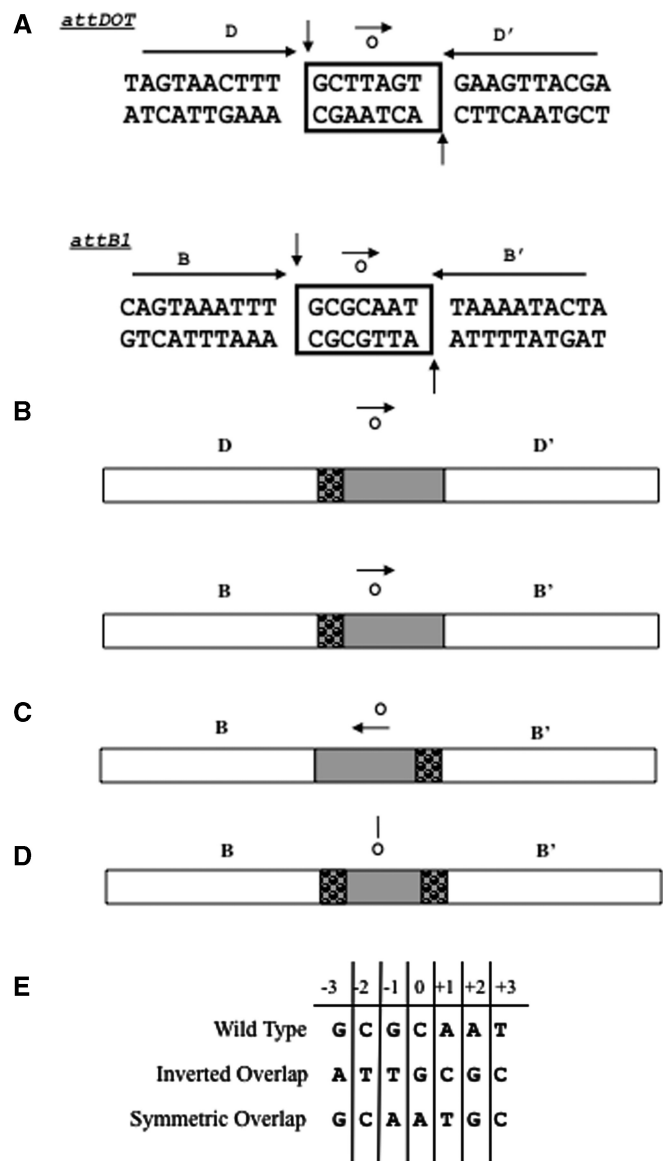 A
attDOT
D O D′
TAGTAACTTT GCTTAGT GAAGTTACGA
ATCATTGAAA CGAATCA CTTCAATGCT
attB1
B O B′
CAGTAAATTT GCGCAAT TAAAATACTA
GTCATTTAAA CGCGTTA ATTTTATGAT
B
O
D D’
O
B B’
C
O
B B’
D
O
B B’
E
-3 -2 -1 0 +1 +2 +3
Wild Type G C G C A A T
Inverted Overlap A T T G C G C
Symmetric Overlap G C A A T G C